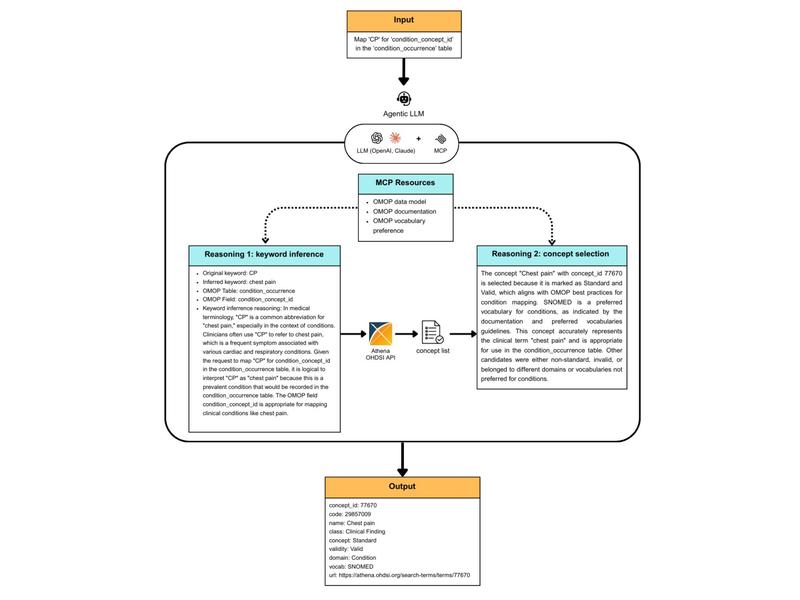 Input
Map 'CP' for 'condition_concept_id'
in the 'condition_occurrence' table
Agentic LLM
LLM (OpenAI, Claude)
+
MCP
MCP Resources
• OMOP data model
• OMOP documentation
• OMOP vocabulary
preference
Reasoning 1: keyword inference
• Original keyword: CP
• Inferred keyword: chest pain
• OMOP Table: condition_occurrence
• OMOP Field: condition_concept_id
• Keyword inference reasoning: In medical
terminology, "CP" is a common abbreviation for
"chest pain," especially in the context of conditions.
Clinicians often use "CP" to refer to chest pain,
which is a frequent symptom associated with
various cardiac and respiratory conditions. Given
the request to map "CP" for condition_concept_id
in the condition_occurrence table, it is logical to
interpret "CP" as "chest pain" because this is a
prevalent condition that would be recorded in the
condition_occurrence table. The OMOP field
condition_concept_id is appropriate for mapping
clinical conditions like chest pain.
Athena
OHDSI API
concept list
Reasoning 2: concept selection
The concept "Chest pain" with concept_id 77670
is selected because it is marked as Standard and
Valid, which aligns with OMOP best practices for
condition mapping. SNOMED is a preferred
vocabulary for conditions, as indicated by the
documentation and preferred vocabularies
guidelines. This concept accurately represents
the clinical term "chest pain" and is appropriate
for use in the condition_occurrence table. Other
candidates were either non-standard, invalid, or
belonged to different domains or vocabularies not
preferred for conditions.
Output
concept_id: 77670
code: 29857009
name: Chest pain
class: Clinical Finding
concept: Standard
validity: Valid
domain: Condition
vocab: SNOMED
url: https://athena.ohdsi.org/search-terms/terms/77670